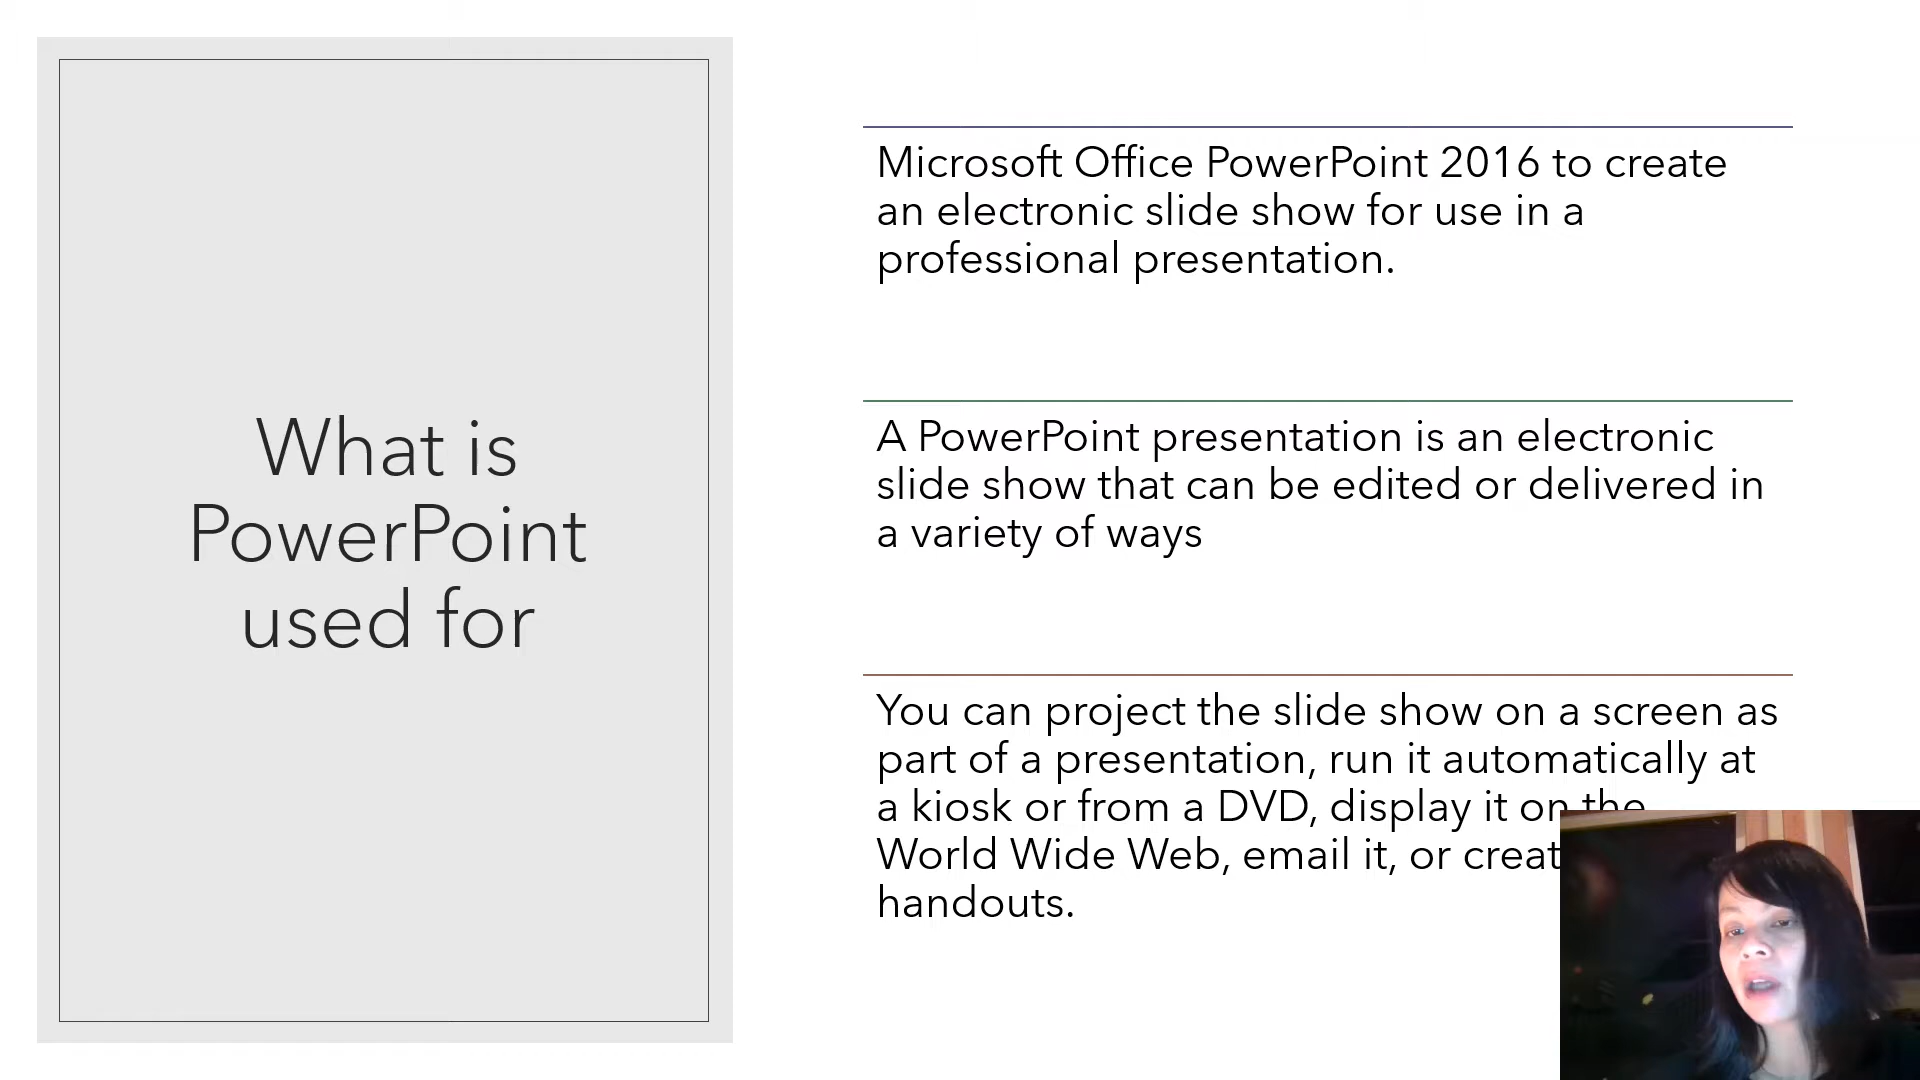 What is
PowerPoint
used for
Microsoft Office PowerPoint 2016 to create
an electronic slide show for use in a
professional presentation.
A PowerPoint presentation is an electronic
slide show that can be edited or delivered in
a variety of ways
You can project the slide show on a screen as
part of a presentation, run it automatically at
a kiosk or from a DVD, display it on the
World Wide Web, email it, or creat
handouts.